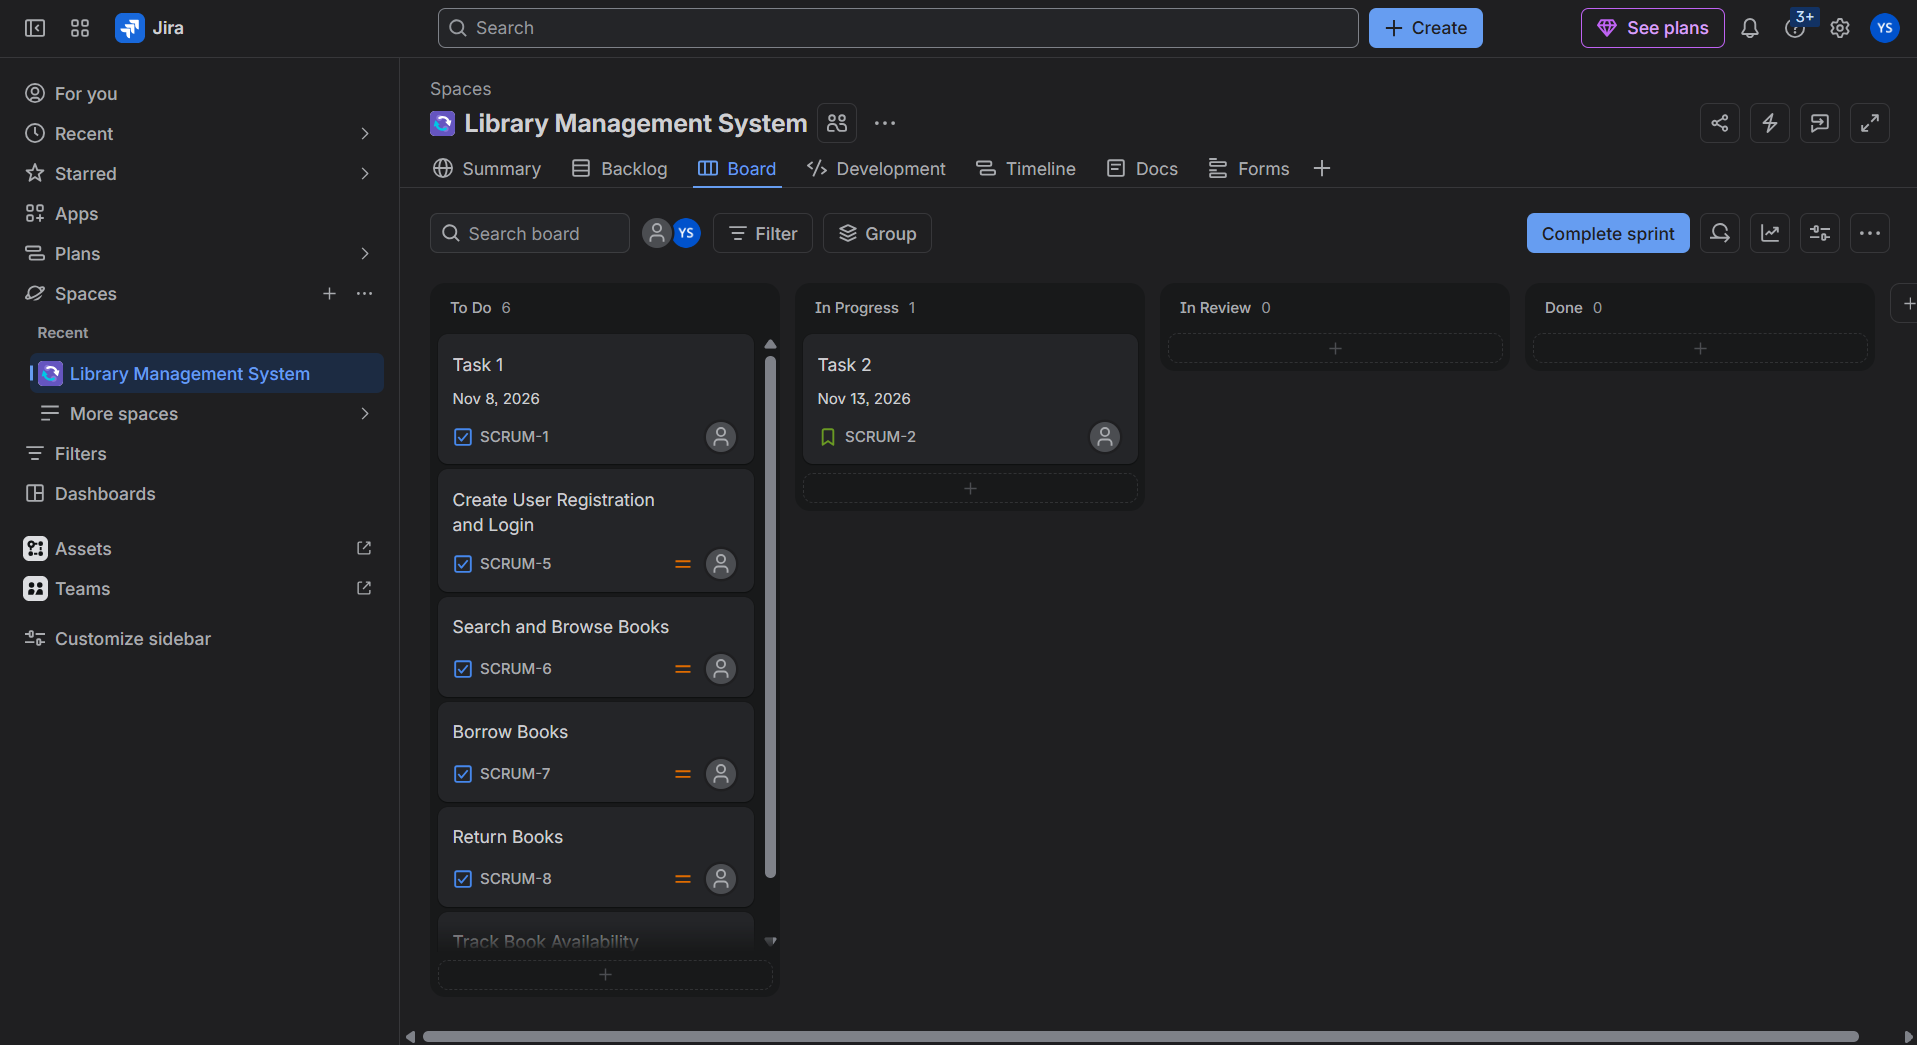 Jira
Search
Create
See plans
3+
YS
For you
Recent
Starred
Apps
Plans
Spaces
Recent
Library Management System
More spaces
Filters
Dashboards
Assets
Teams
Customize sidebar
Spaces
Library Management System
Summary
Backlog
Board
Development
Timeline
Docs
Forms
Search board
YS
Filter
Group
Complete sprint
To Do 6
Task 1
Nov 8, 2026
SCRUM-1
Create User Registration
and Login
SCRUM-5
Search and Browse Books
SCRUM-6
Borrow Books
SCRUM-7
Return Books
SCRUM-8
Track Book Availability
In Progress 1
Task 2
Nov 13, 2026
SCRUM-2
In Review 0
Done 0